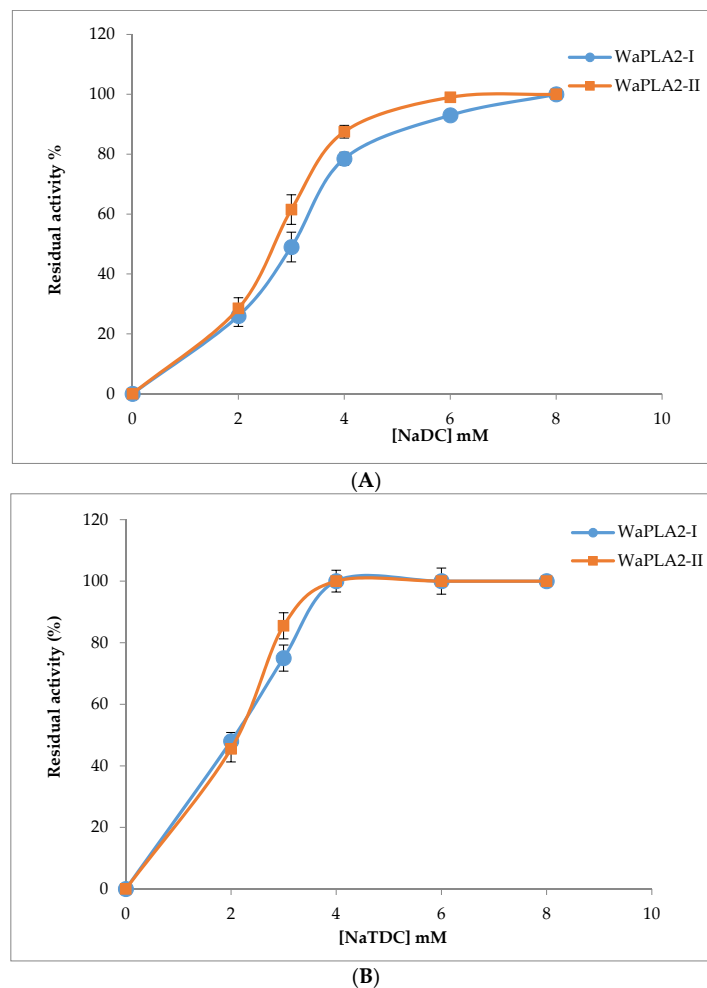 120
100
80
60
40
20
0
Residual activity %
WaPLA2-I
WaPLA2-II
0 2 4 6 8 10
[NaDC] mM
(A)
120
100
80
60
40
20
0
Residual activity (%)
WaPLA2-I
WaPLA2-II
0 2 4 6 8 10
[NaTDC] mM
(B)